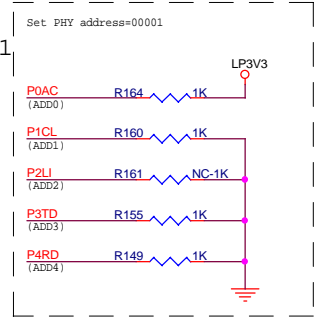 Set PHY address=00001
1
LP3V3
P0AC R164 1K
(ADD0)
P1CL R160 1K
(ADD1)
P2LI R161 NC-1K
(ADD2)
P3TD R155 1K
(ADD3)
P4RD R149 1K
(ADD4)